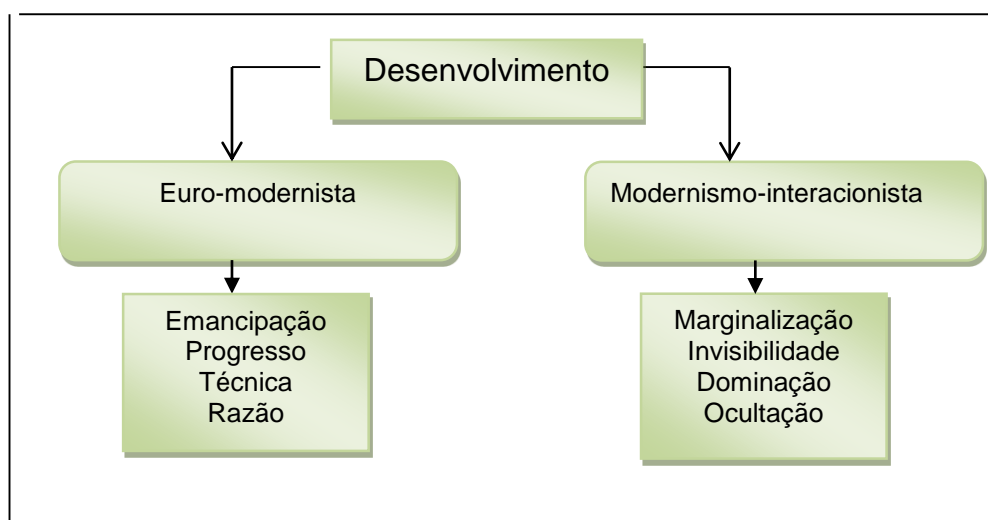 Desenvolvimento
Euro-modernista
Modernismo-interacionista
Emancipação
Progresso
Técnica
Razão
Marginalização
Invisibilidade
Dominação
Ocultação